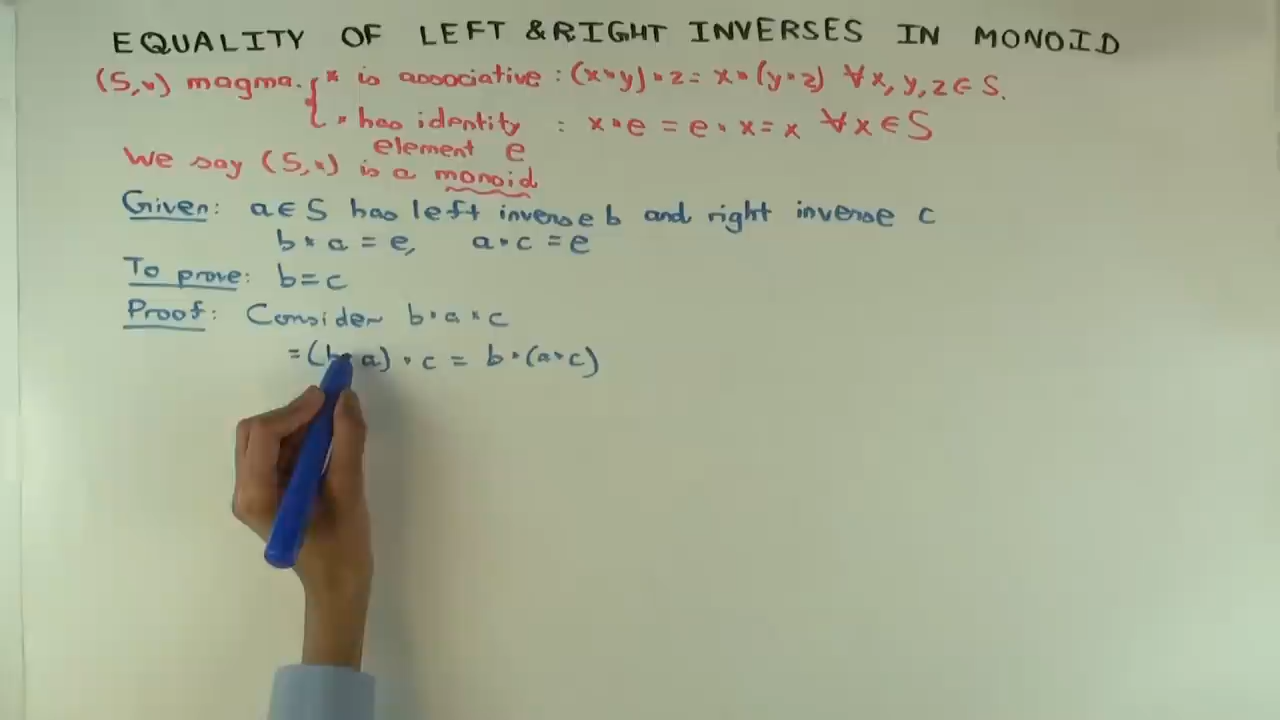 EQUALITY OF LEFT & RIGHT INVERSES IN MONOID
(S,*) magma. { * is associative : (x*y)*z = x*(y*z) ∀x,y,z ∈ S.
* has identity : x*e = e*x = x ∀x ∈ S
element e
We say (S,*) is a monoid
Given: a ∈ S has left inverse b and right inverse c
b * a = e, a * c = e
To prove: b = c
Proof: Consider b * a * c
= (b * a) * c = b * (a * c)